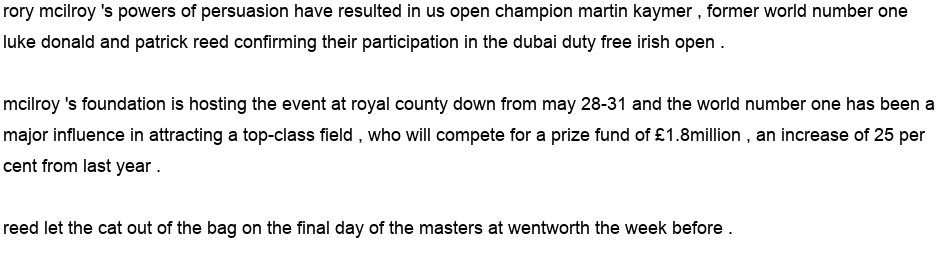 rory mcilroy 's powers of persuasion have resulted in us open champion martin kaymer , former world number one
luke donald and patrick reed confirming their participation in the dubai duty free irish open .
mcilroy 's foundation is hosting the event at royal county down from may 28-31 and the world number one has been a
major influence in attracting a top-class field , who will compete for a prize fund of £1.8million , an increase of 25 per
cent from last year .
reed let the cat out of the bag on the final day of the masters at wentworth the week before .